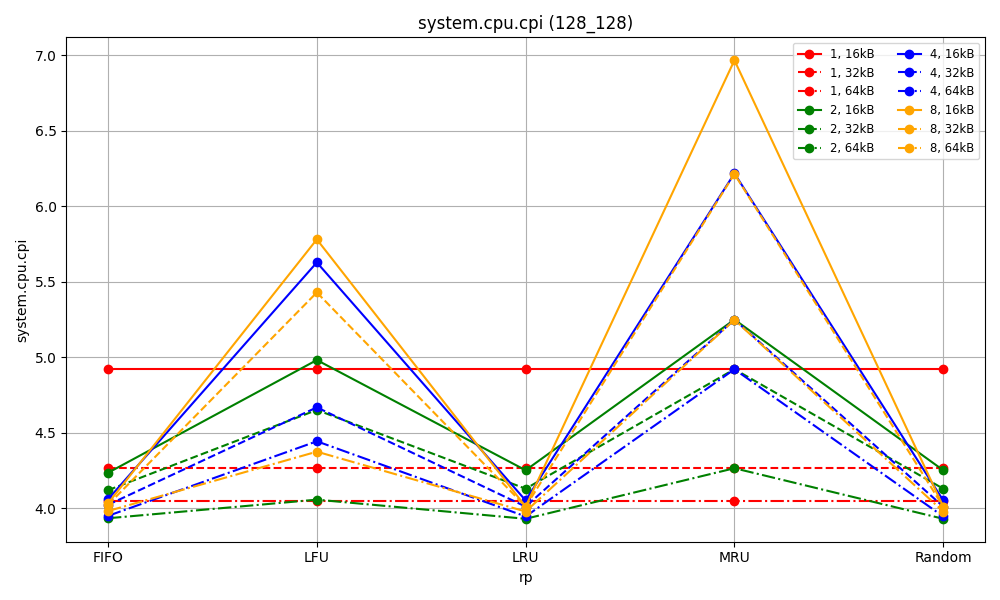 system.cpu.cpi (128_128)
7.0
6.5
6.0
5.5
5.0
4.5
4.0
system.cpu.cpi
1, 16kB
1, 32kB
1, 64kB
2, 16kB
2, 32kB
2, 64kB
4, 16kB
4, 32kB
4, 64kB
8, 16kB
8, 32kB
8, 64kB
FIFO LFU LRU MRU Random
rp